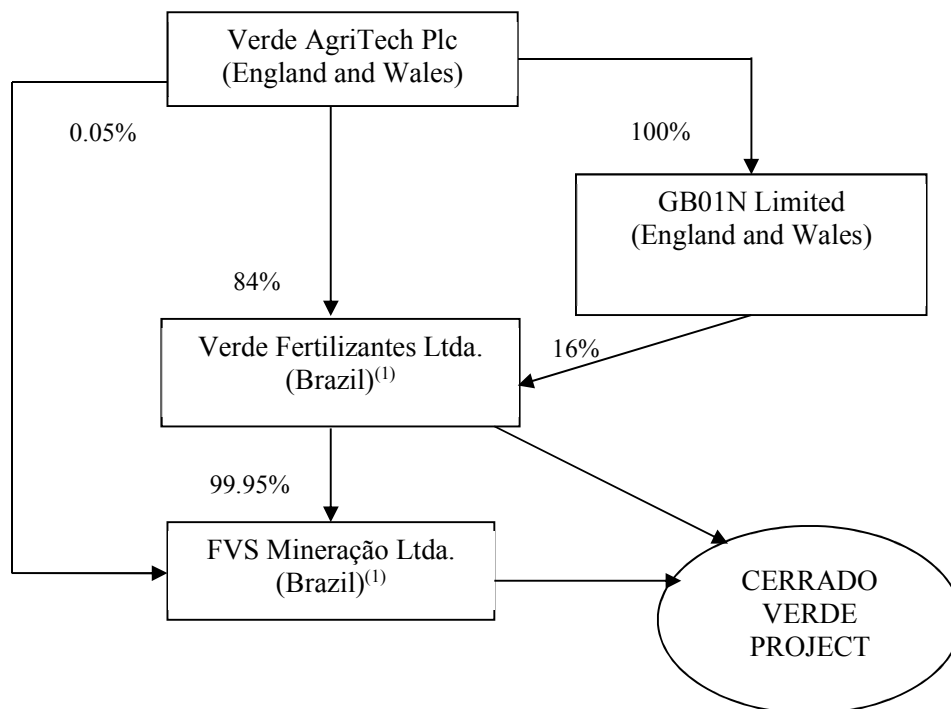 Verde AgriTech Plc
(England and Wales)
0.05%
100%
GB01N Limited
(England and Wales)
84%
Verde Fertilizantes Ltda.
(Brazil)(1)
16%
99.95%
FVS Mineração Ltda.
(Brazil)(1)
CERRADO
VERDE
PROJECT